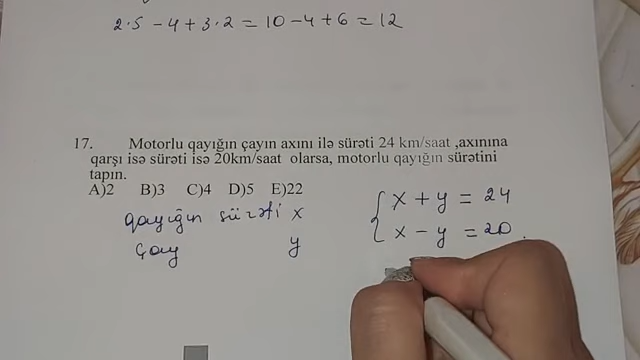 2·5 - 4 + 3·2 = 10 - 4 + 6 = 12
17. Motorlu qayığın çayın axını ilə sürəti 24 km/saat ,axınına
qarşı isə sürəti isə 20km/saat olarsa, motorlu qayığın sürətini
tapın.
A)2 B)3 C)4 D)5 E)22
qayığın sürəti x
çay y
x + y = 24
x - y = 20